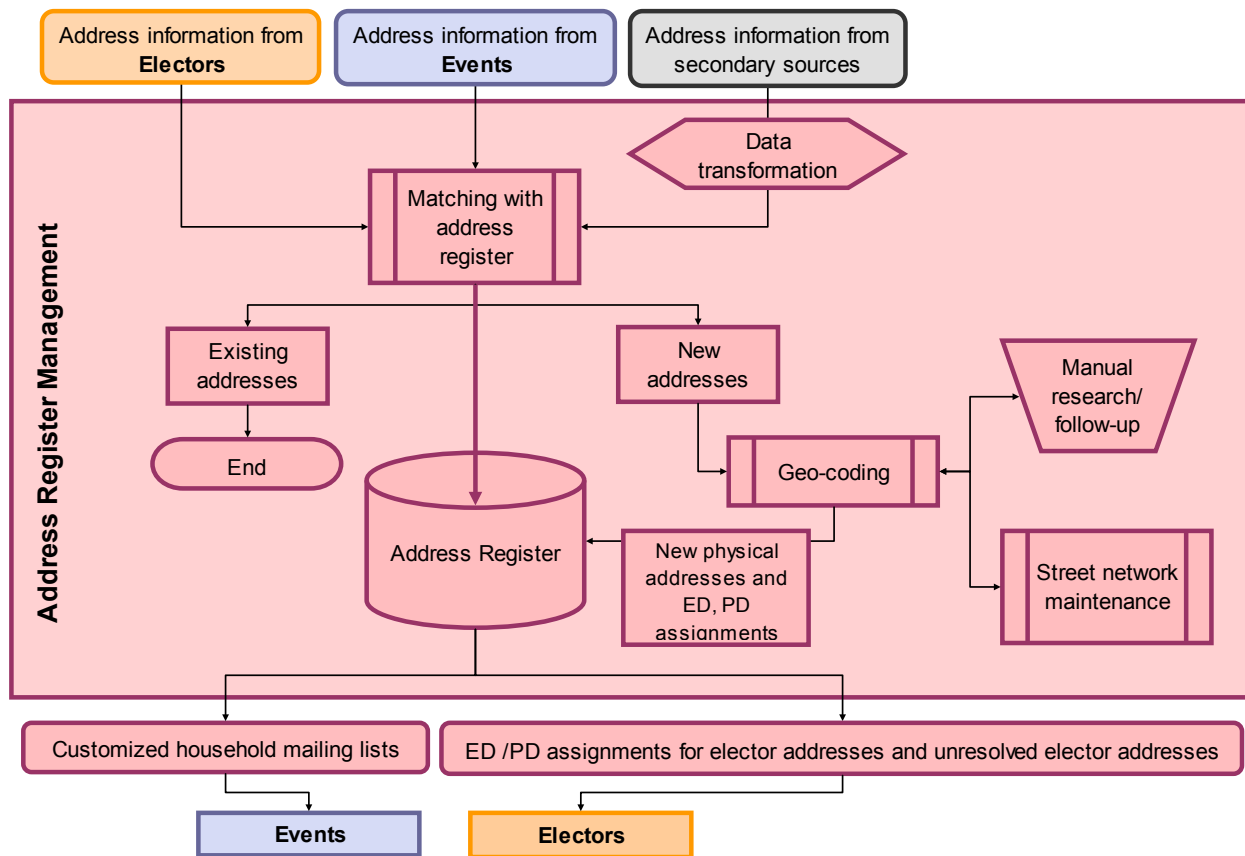 Address information from
Electors
Address information from
Events
Address information from
secondary sources
Data
transformation
Matching with
address
register
Address Register Management
Existing
addresses
New
addresses
Manual
research/
follow-up
End
Geo-coding
Address Register
New physical
addresses and
ED, PD
assignments
Street network
maintenance
Customized household mailing lists
ED /PD assignments for elector addresses and unresolved elector addresses
Events
Electors